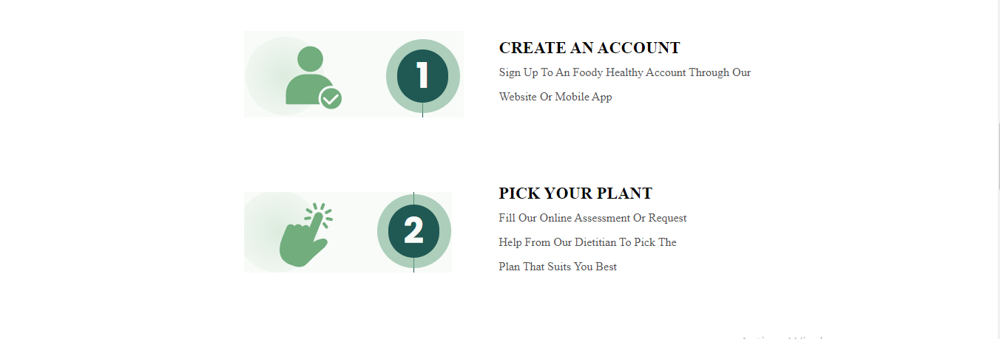 1
CREATE AN ACCOUNT
Sign Up To An Foody Healthy Account Through Our
Website Or Mobile App
2
PICK YOUR PLANT
Fill Our Online Assessment Or Request
Help From Our Dietitian To Pick The
Plan That Suits You Best